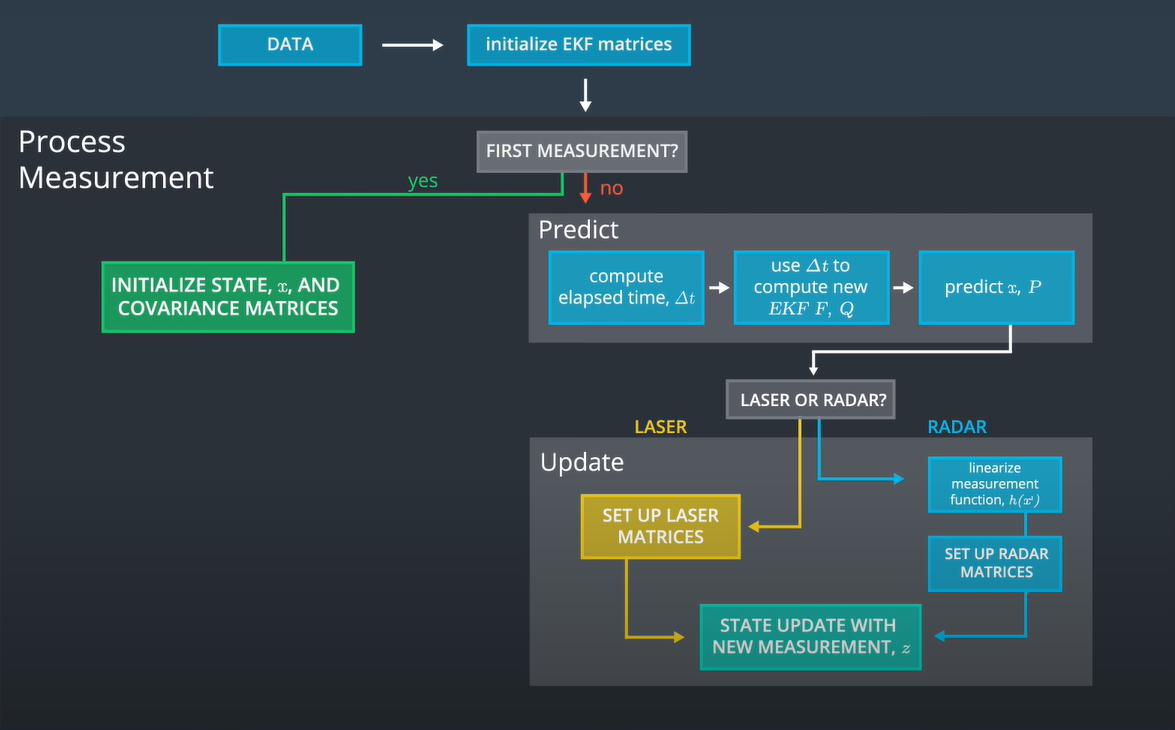 DATA
initialize EKF matrices
Process
Measurement
FIRST MEASUREMENT?
yes
no
INITIALIZE STATE, x, AND
COVARIANCE MATRICES
Predict
compute
elapsed time, Δt
use Δt to
compute new
EKF F, Q
predict x, P
LASER OR RADAR?
LASER
RADAR
Update
linearize
measurement
function, h(x')
SET UP LASER
MATRICES
SET UP RADAR
MATRICES
STATE UPDATE WITH
NEW MEASUREMENT, z